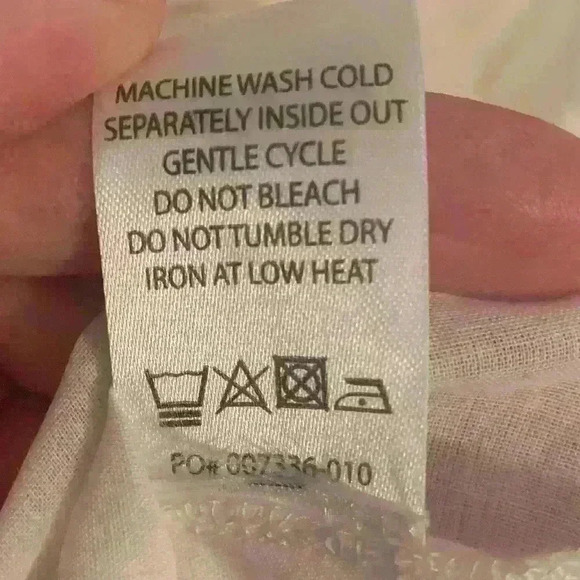 MACHINE WASH COLD
SEPARATELY INSIDE OUT
GENTLE CYCLE
DO NOT BLEACH
DO NOT TUMBLE DRY
IRON AT LOW HEAT
PO# 007336-010